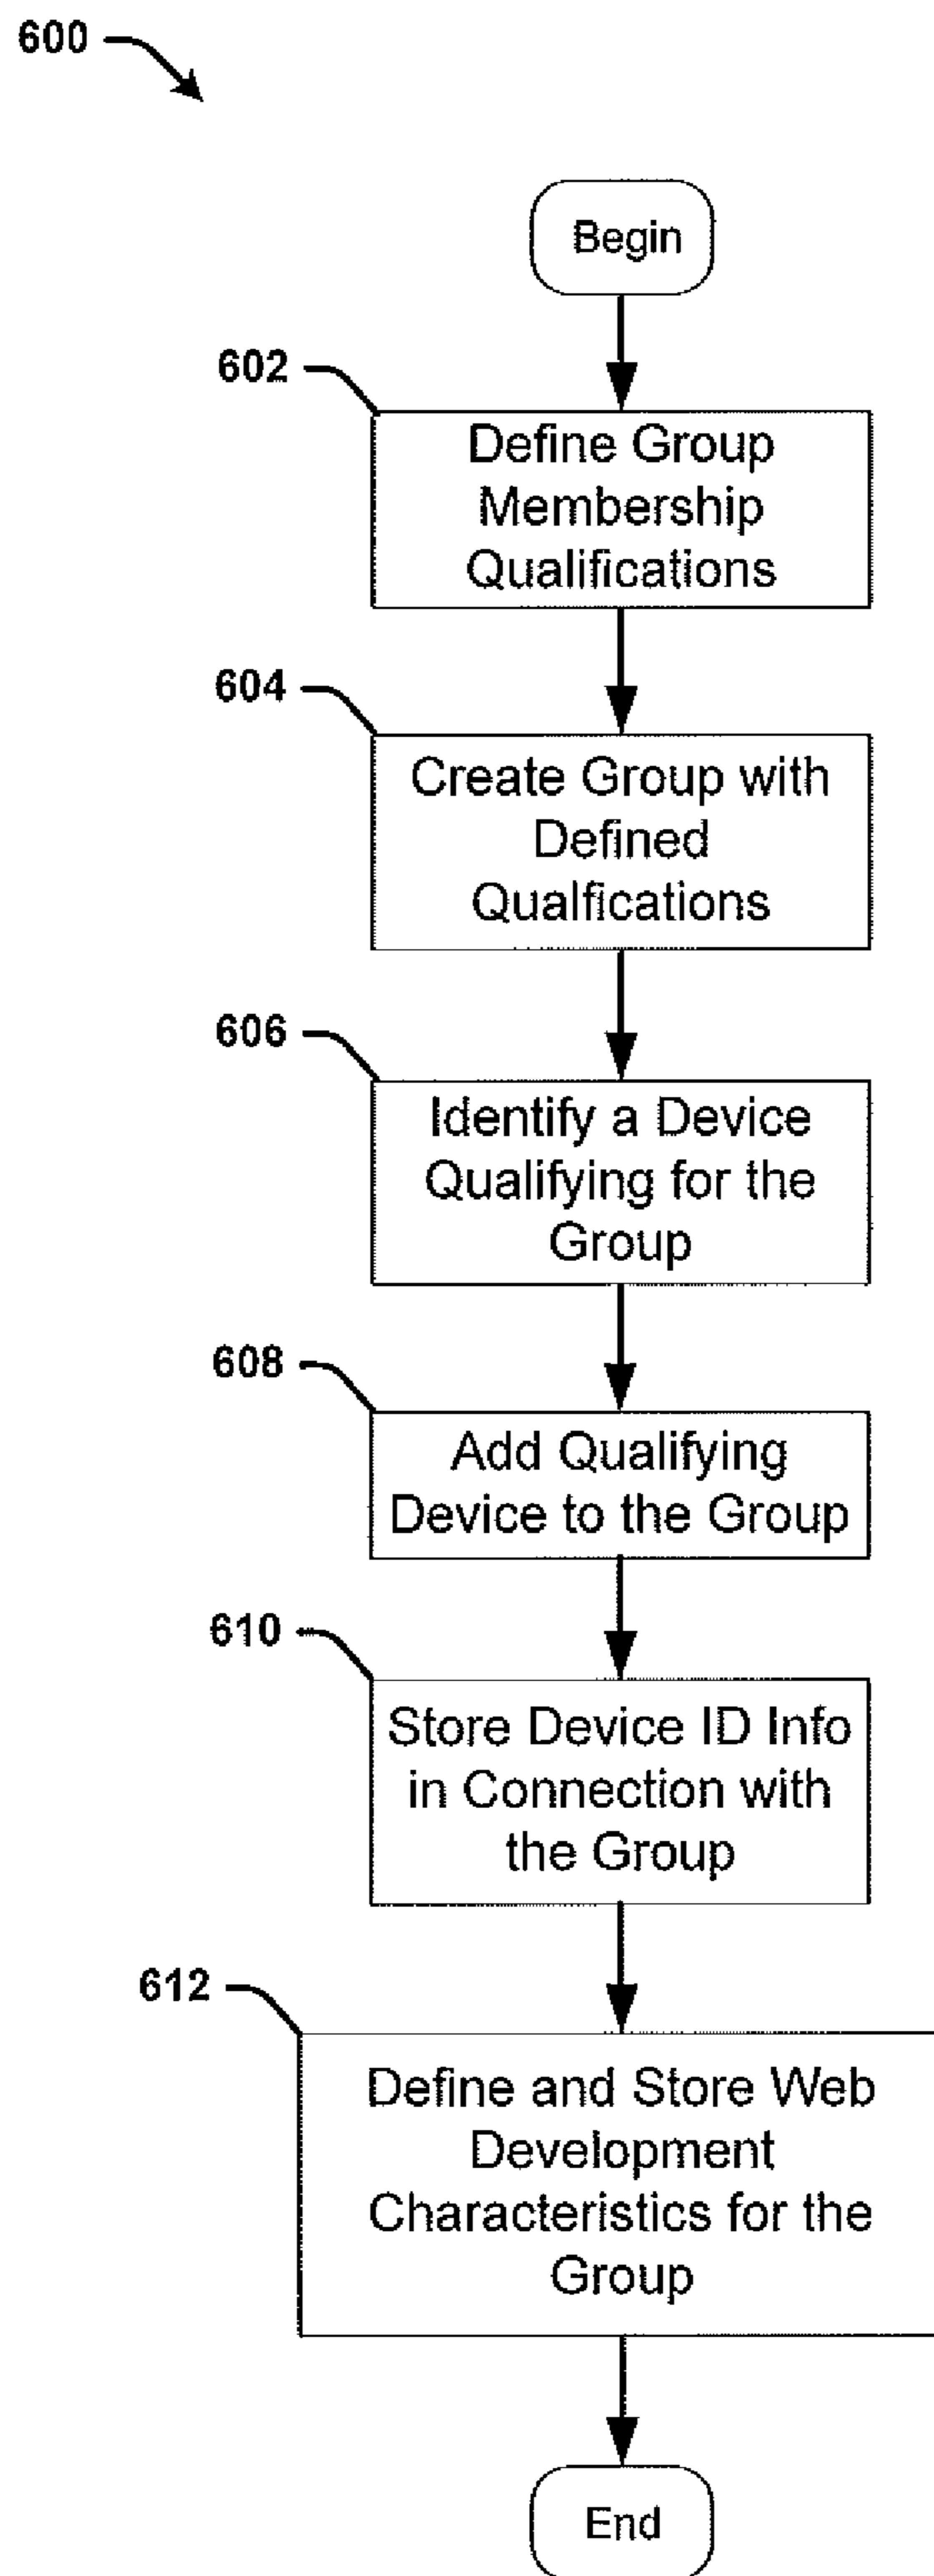 600
Begin
602
Define Group
Membership
Qualifications
604
Create Group with
Defined
Qualfications
606
Identify a Device
Qualifying for the
Group
608
Add Qualifying
Device to the Group
610
Store Device ID Info
in Connection with
the Group
612
Define and Store Web
Development
Characteristics for the
Group
End